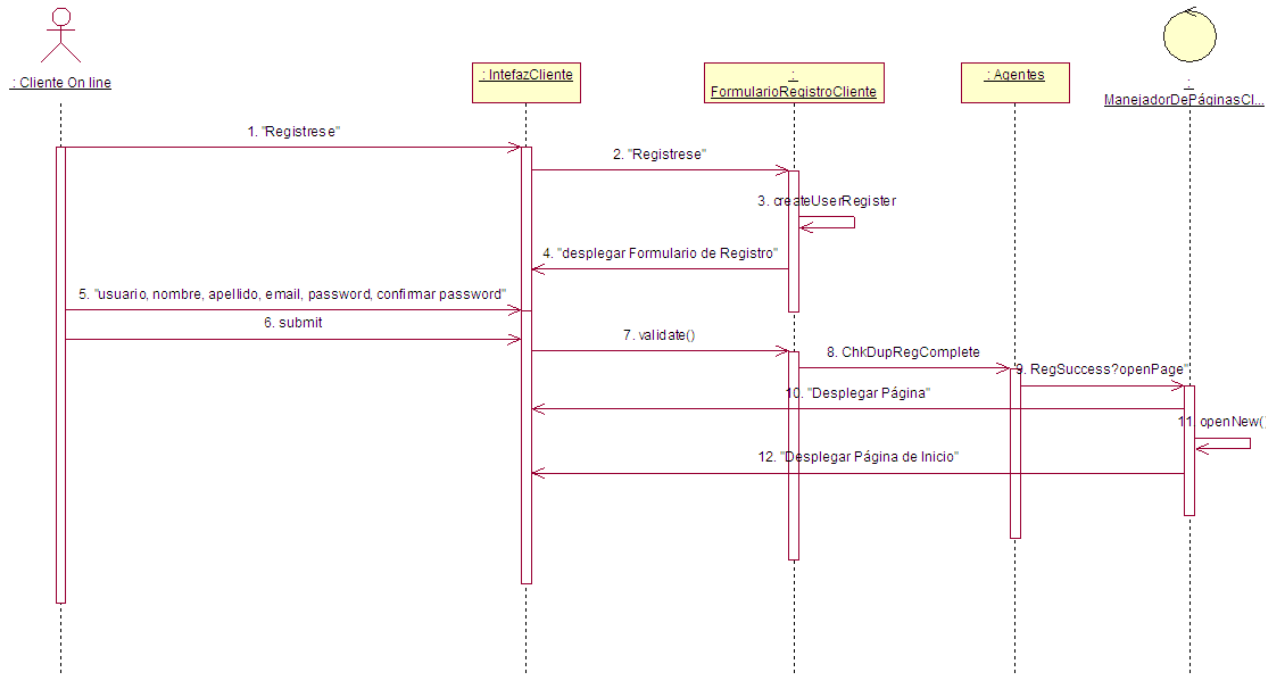 : Cliente On line
: IntefazCliente
:
FormularioRegistroCliente
: Agentes
:
ManejadorDePáginasCl...
1. "Registrese"
2. "Registrese"
3. createUserRegister
4. "desplegar Formulario de Registro"
5. "usuario, nombre, apellido, email, password, confirmar password"
6. submit
7. validate()
8. ChkDupRegComplete
9. RegSuccess?openPage"
10. "Desplegar Página"
11. openNew()
12. "Desplegar Página de Inicio"